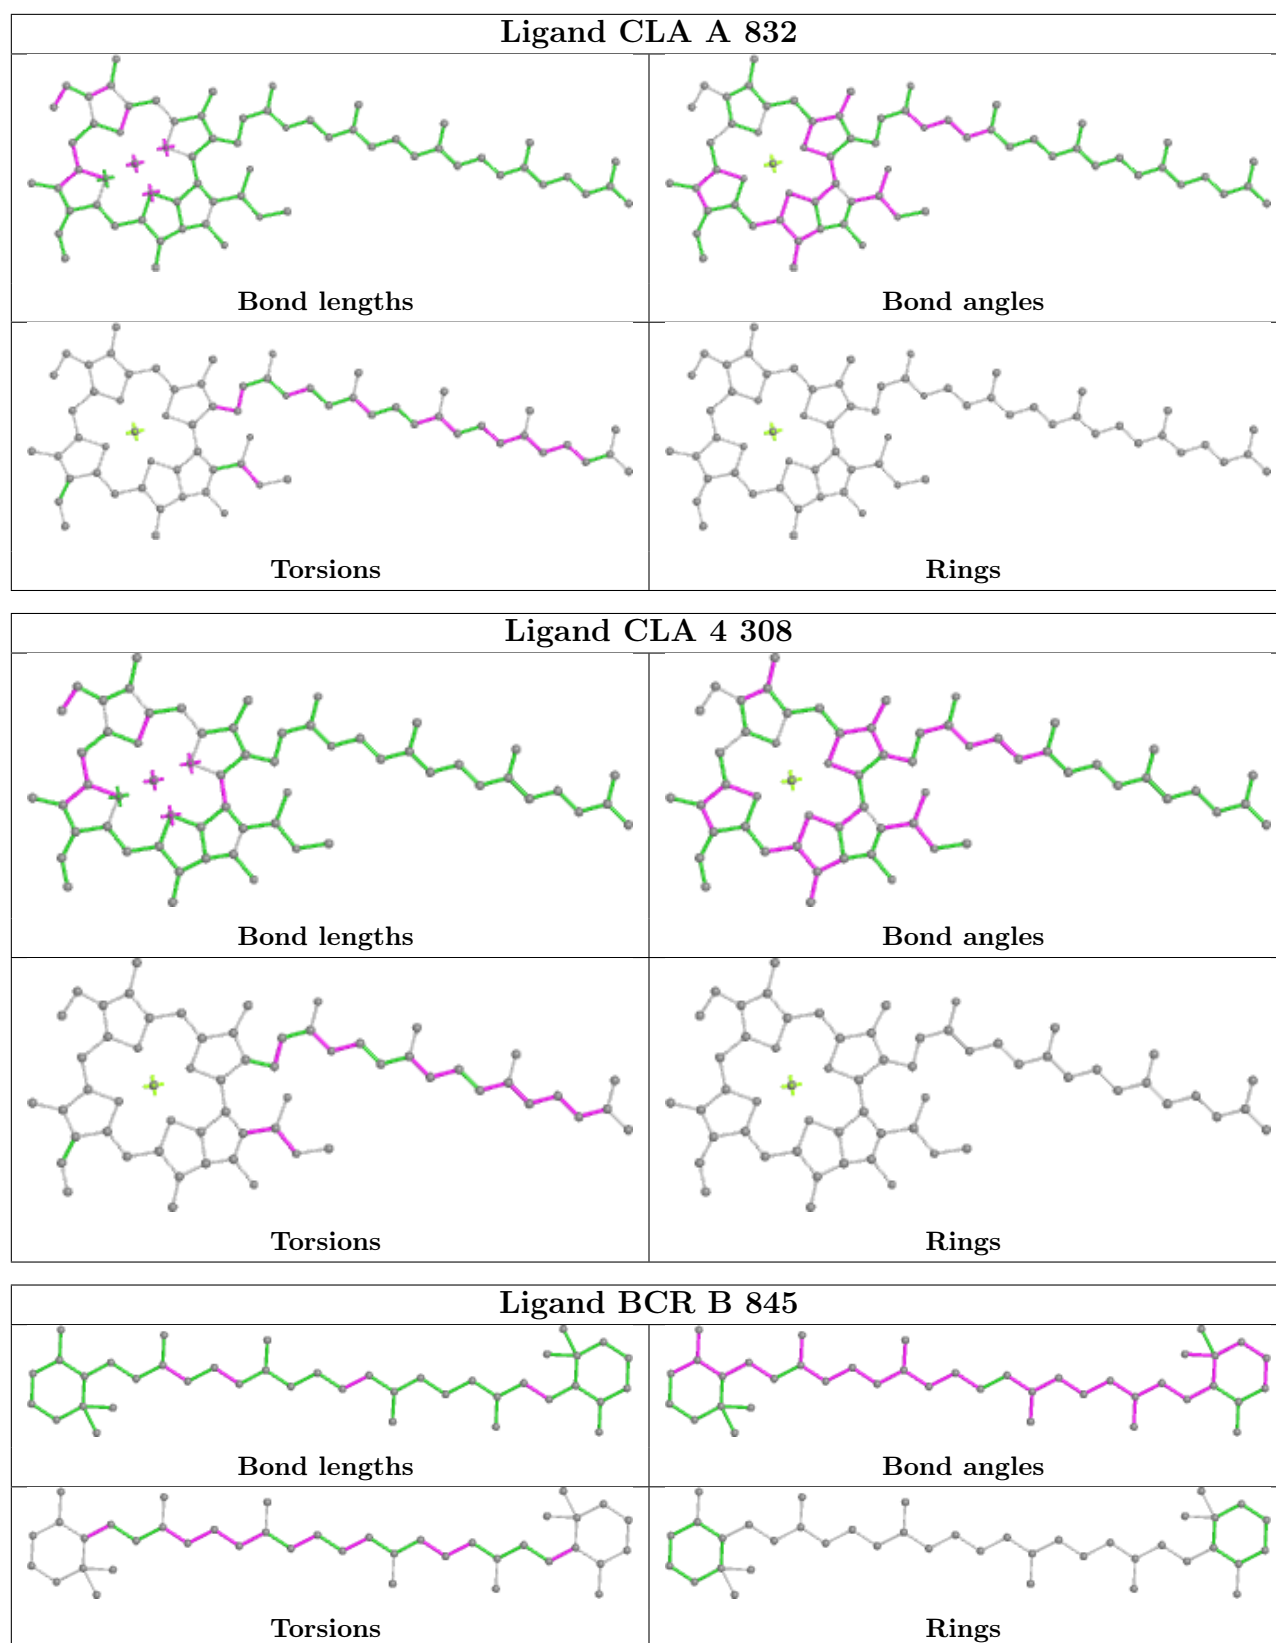 Ligand CLA A 832
Bond lengths
Bond angles
Torsions
Rings
Ligand CLA 4 308
Bond lengths
Bond angles
Torsions
Rings
Ligand BCR B 845
Bond lengths
Bond angles
Torsions
Rings